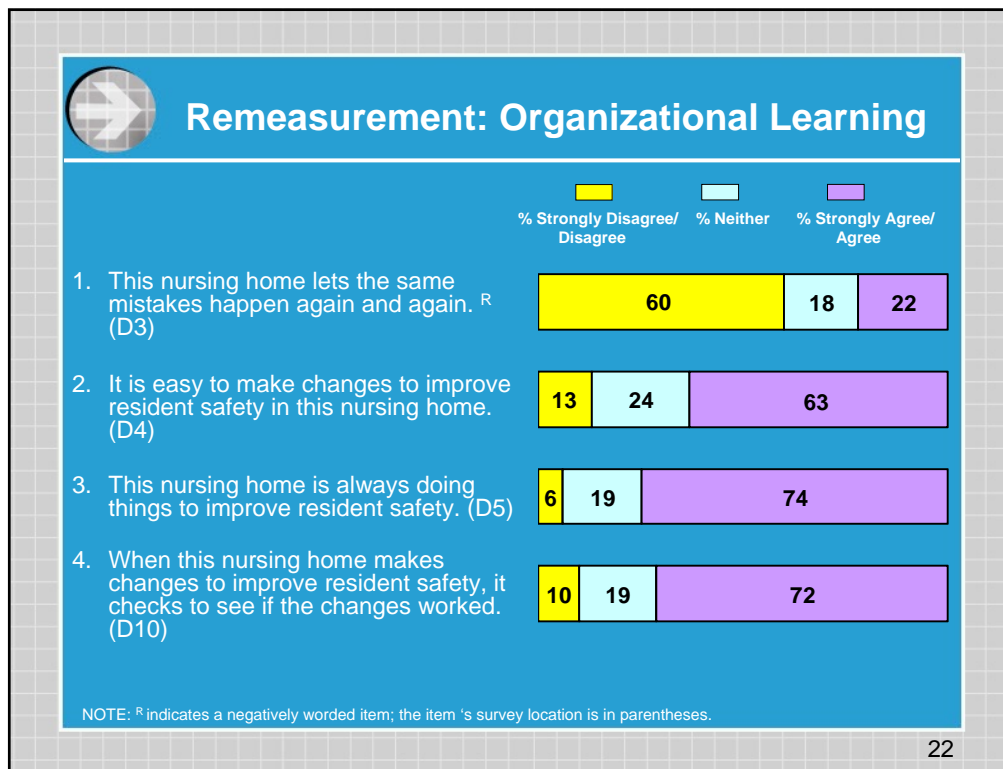 Remeasurement: Organizational Learning
% Strongly Disagree/ % Neither % Strongly Agree/
Disagree Agree
1. This nursing home lets the same
mistakes happen again and again. R
(D3)
60 18 22
2. It is easy to make changes to improve
resident safety in this nursing home.
(D4)
13 24 63
3. This nursing home is always doing
things to improve resident safety. (D5)
6 19 74
4. When this nursing home makes
changes to improve resident safety, it
checks to see if the changes worked.
(D10)
10 19 72
NOTE: R indicates a negatively worded item; the item ‘s survey location is in parentheses.
22